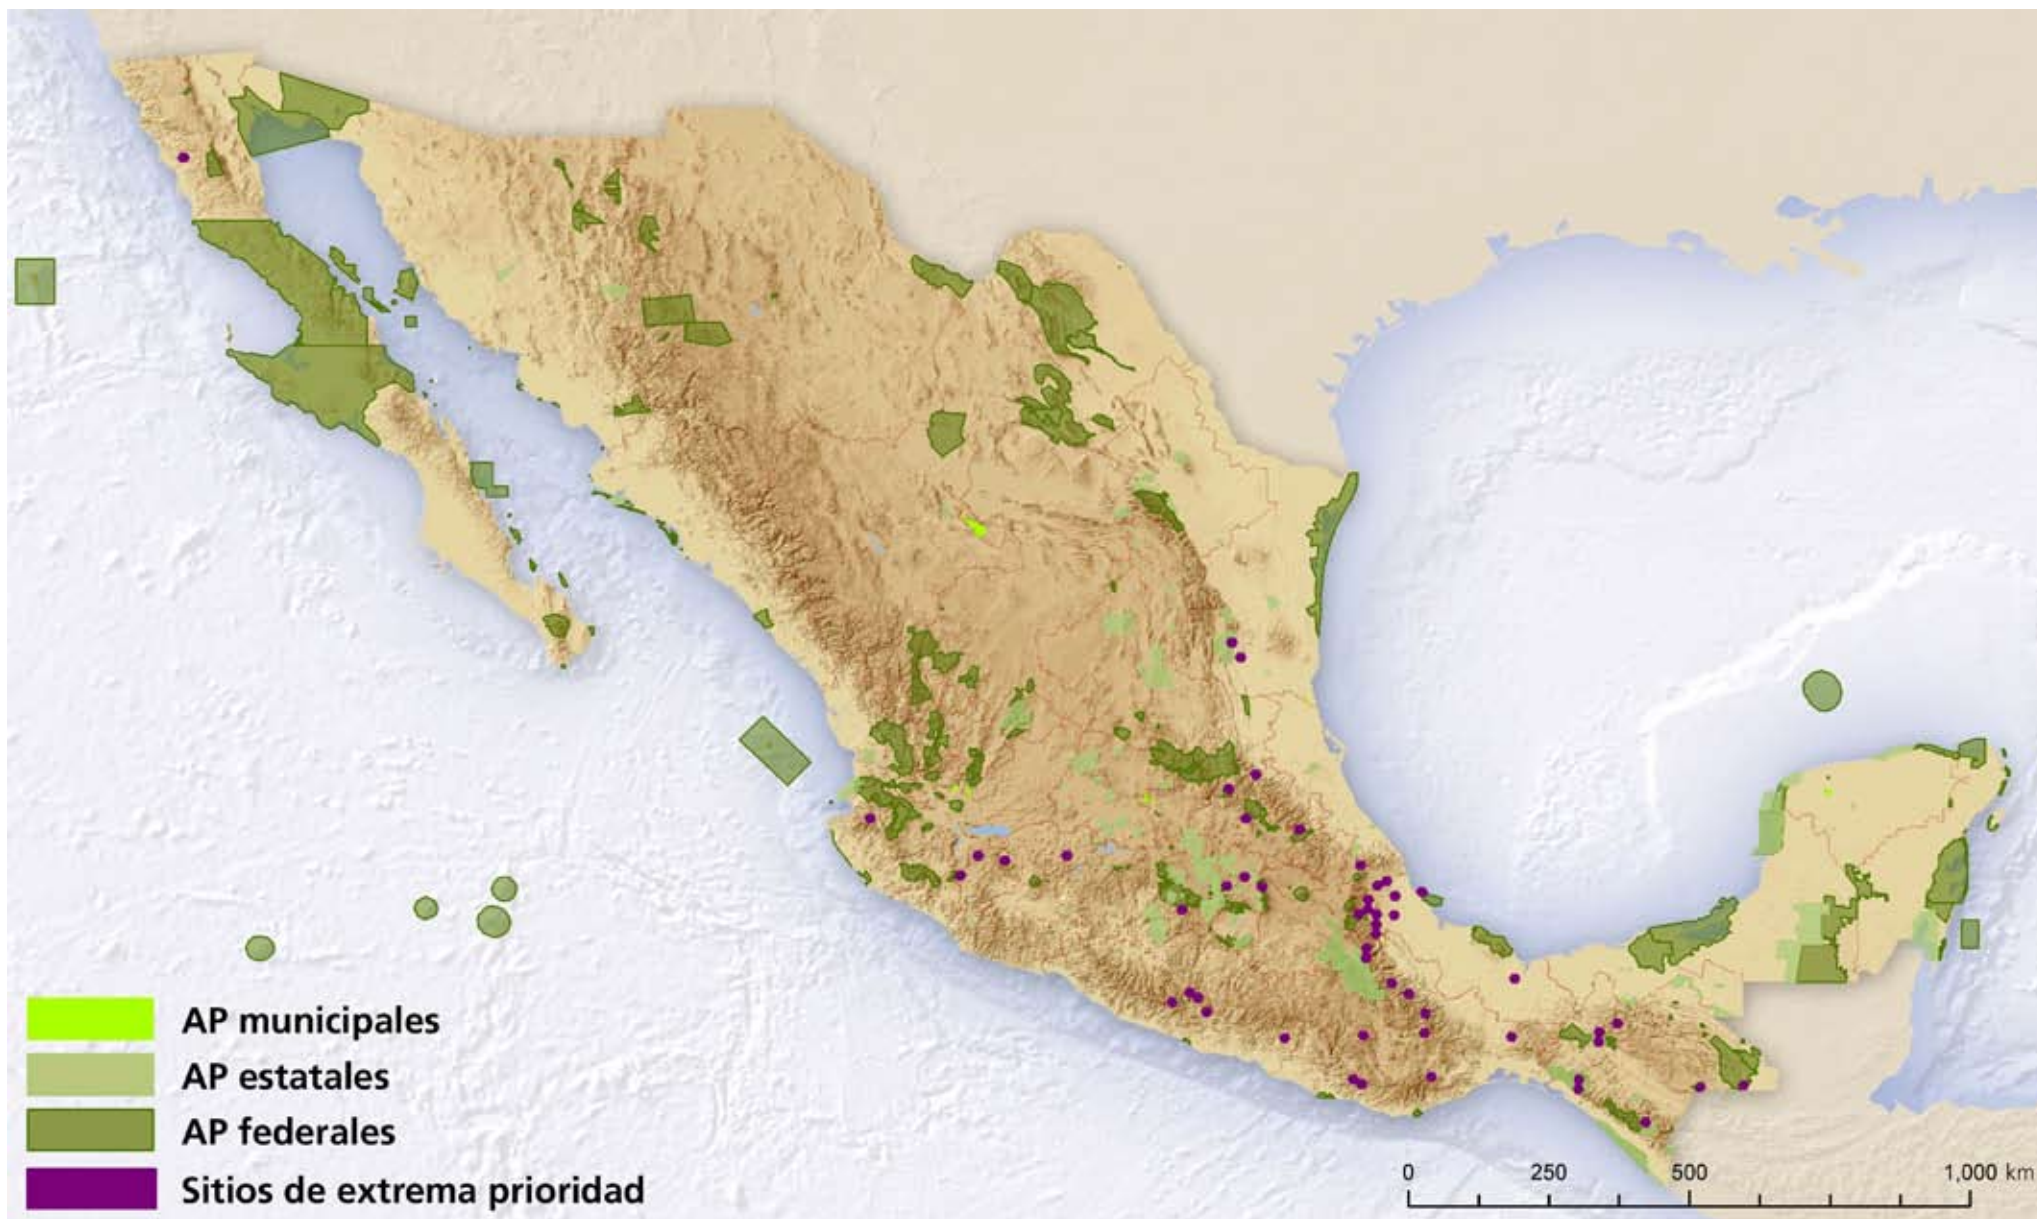 AP municipales
AP estatales
AP federales
Sitios de extrema prioridad
0 250 500 1,000 km